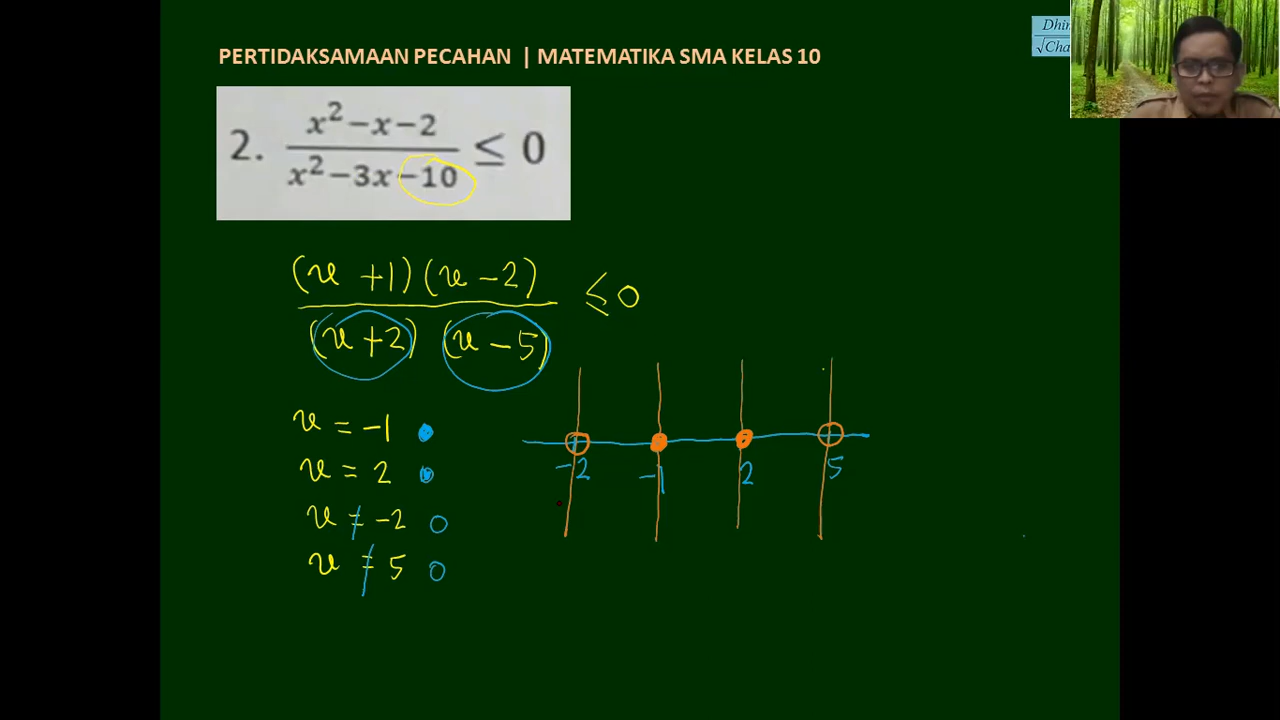 PERTIDAKSAMAAN PECAHAN | MATEMATIKA SMA KELAS 10
2. (x² − x − 2)/(x² − 3x − 10) ≤ 0
(x + 1)(x − 2)
(x + 2) (x − 5)
≤ 0
x = −1
x = 2
x ≠ −2
x ≠ 5
−2 −1 2 5